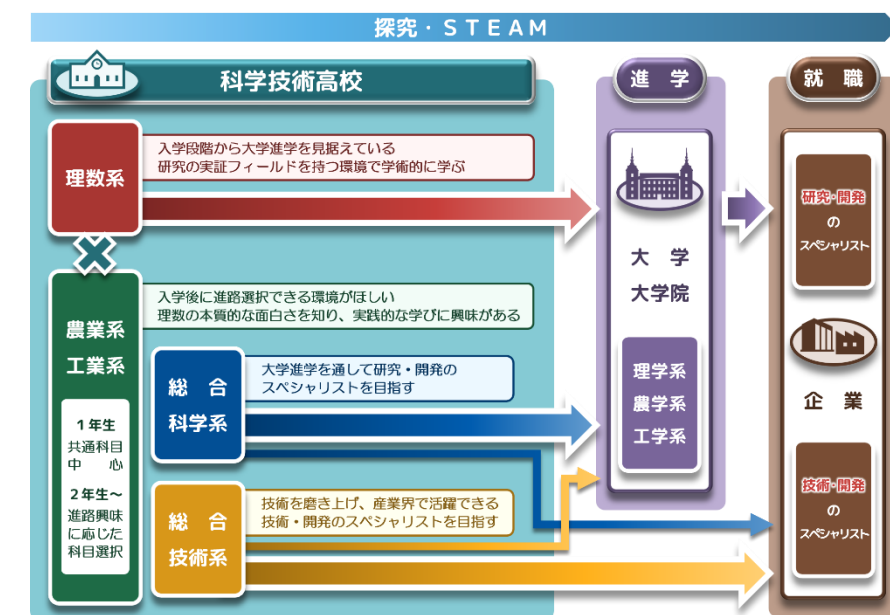 探究・STEAM
科学技術高校
進学
就職
理数系
入学段階から大学進学を見据えている
研究の実証フィールドを持つ環境で学術的に学ぶ
農業系
工業系
1年生
共通科目
中心
2年生～
進路興味
に応じた
科目選択
入学後に進路選択できる環境がほしい
理数の本質的な面白さを知り、実践的な学びに興味がある
総合
科学系
大学進学を通して研究・開発の
スペシャリストを目指す
総合
技術系
技術を磨き上げ、産業界で活躍できる
技術・開発のスペシャリストを目指す
大学
大学院
理学系
農学系
工学系
研究・開発
の
スペシャリスト
企業
技術・開発
の
スペシャリスト